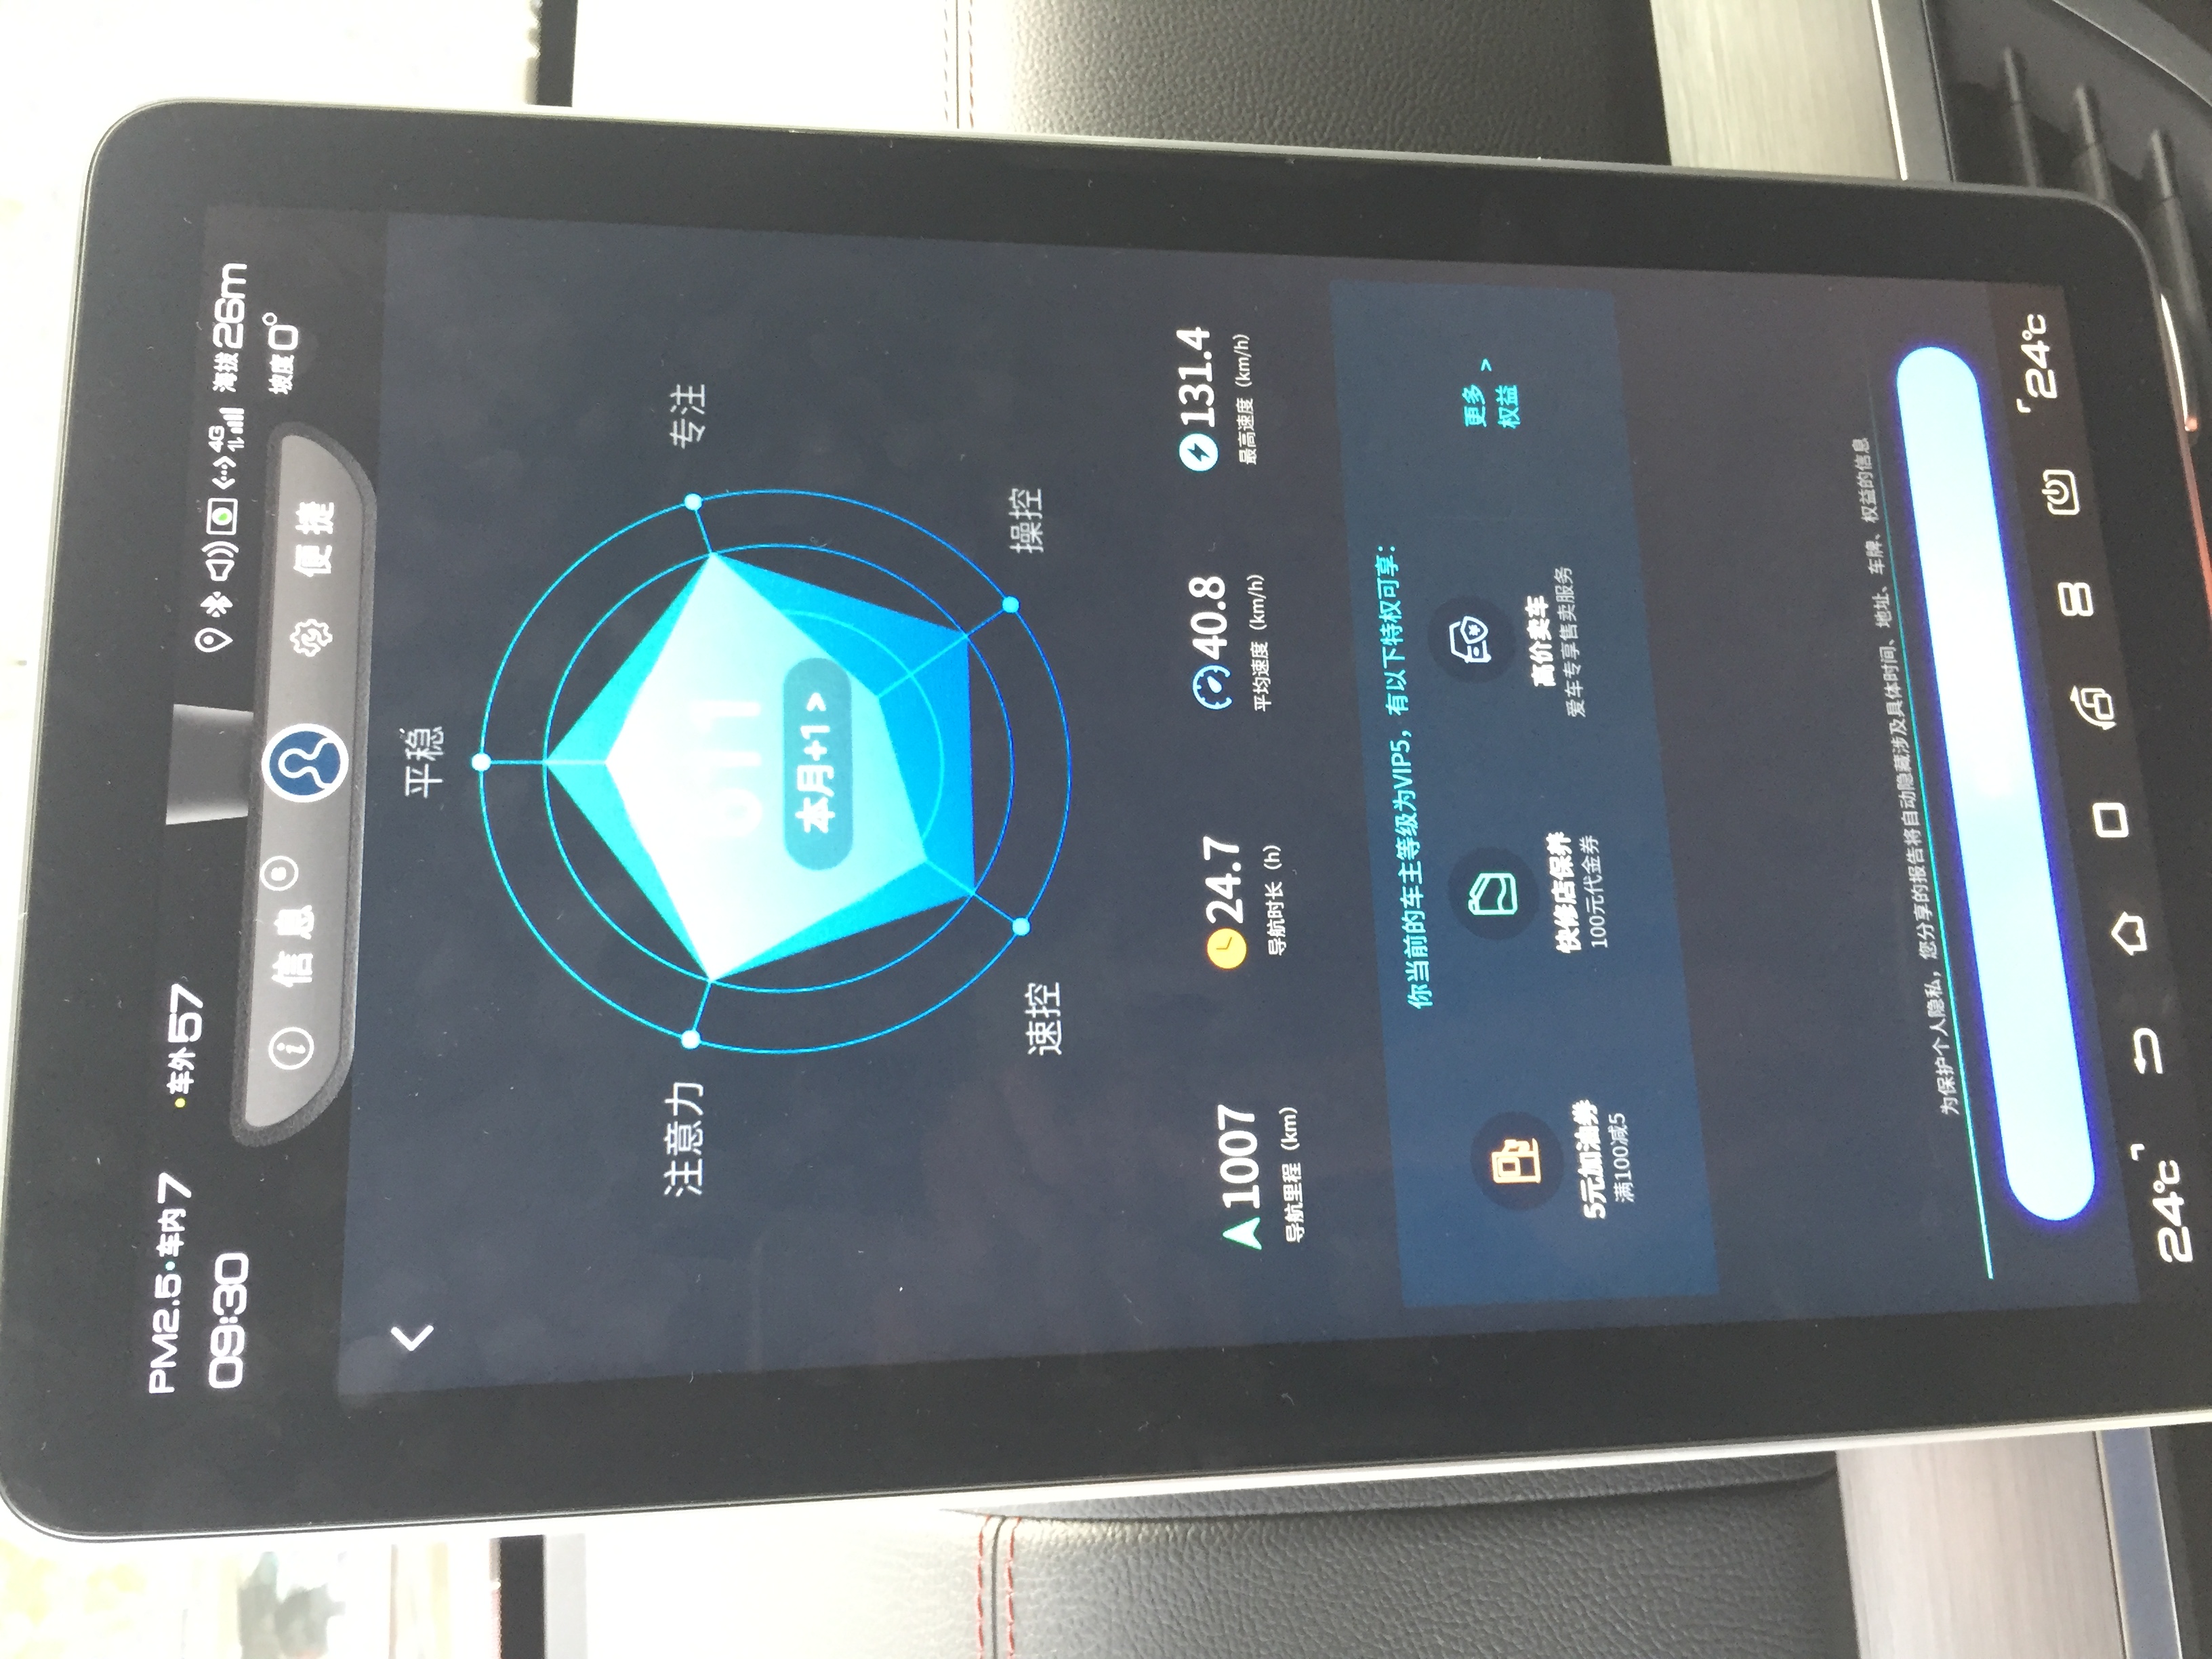 PM2.5·车内7 ·车外57
4G 海拔26m
09:30
坡度0°
信息 便捷
平稳
注意力 专注
611
本月+1 >
速控 操控
1007 24.7 40.8 131.4
导航里程（km） 导航时长（h） 平均速度（km/h） 最高速度（km/h）
你当前的车主等级为VIP5，有以下特权可享：
5元加油券 快修店保养 高价卖车 更多权益 >
满100减5 100元代金券 爱车专享售卖服务
为保护个人隐私，您分享的报告将自动隐藏涉及具体时间、地址、车牌、权益的信息
24℃ 24℃